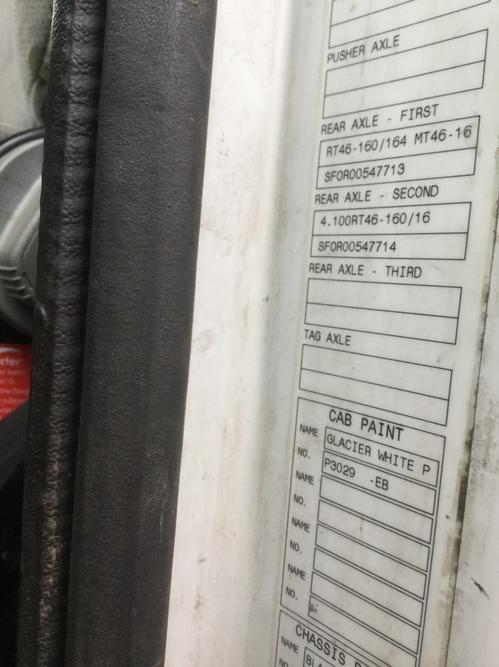 PUSHER AXLE
REAR AXLE - FIRST
RT46-160/164 MT46-16
SFOR00547713
REAR AXLE - SECOND
4.100RT46-160/16
SFOR00547714
REAR AXLE - THIRD
TAG AXLE
CAB PAINT
NAME GLACIER WHITE P
NO. P3029 -EB
NAME
NO.
NAME
NO.
NAME
NO.
CHASSIS
NAME
NO.